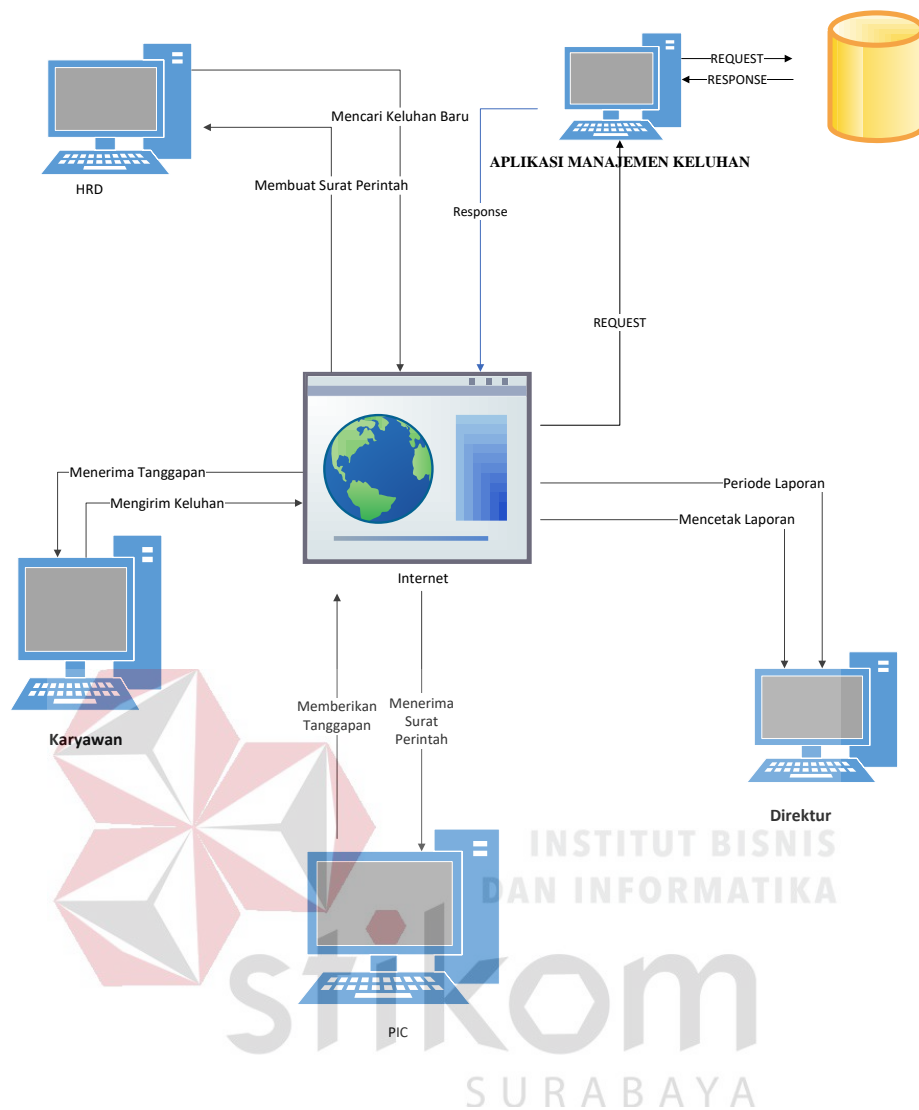 REQUEST
RESPONSE
Mencari Keluhan Baru
APLIKASI MANAJEMEN KELUHAN
Membuat Surat Perintah
HRD
Response
REQUEST
Menerima Tanggapan
Mengirim Keluhan
Periode Laporan
Mencetak Laporan
Internet
Memberikan
Tanggapan
Menerima
Surat
Perintah
Karyawan
Direktur
INSTITUT BISNIS
DAN INFORMATIKA
stikom
PIC
SURABAYA